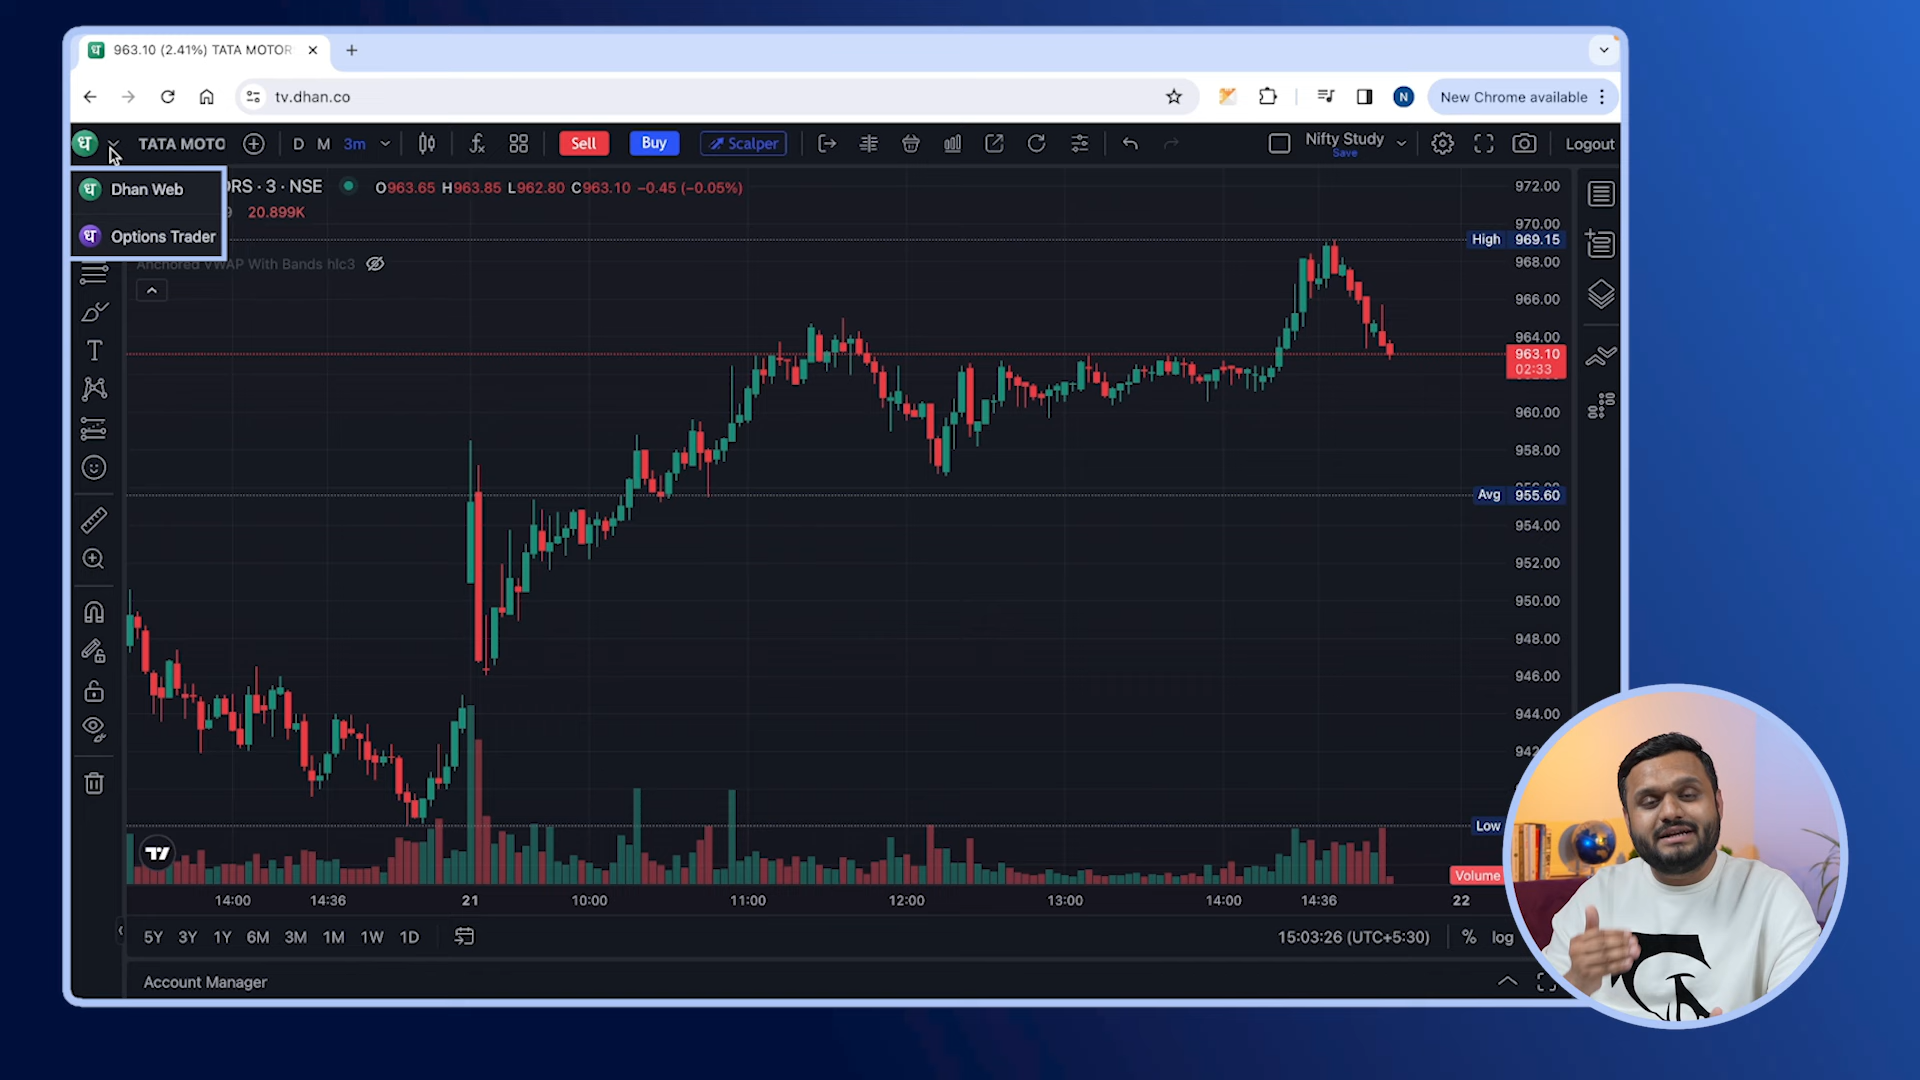 963.10 (2.41%) TATA MOTOR
tv.dhan.co
N
New Chrome available
ध
TATA MOTO
D M 3m
Sell
Buy
Scalper
Nifty Study
Save
Logout
ध Dhan Web
ध Options Trader
ORS · 3 · NSE
O963.65 H963.85 L962.80 C963.10 −0.45 (−0.05%)
20.899K
Anchored VWAP With Bands hlc3
972.00
970.00
High 969.15
968.00
966.00
964.00
963.10
02:33
960.00
958.00
Avg 955.60
954.00
952.00
950.00
948.00
946.00
944.00
942
Low
Volume
14:00 14:36 21 10:00 11:00 12:00 13:00 14:00 14:36 22
5Y 3Y 1Y 6M 3M 1M 1W 1D
15:03:26 (UTC+5:30) % log
Account Manager